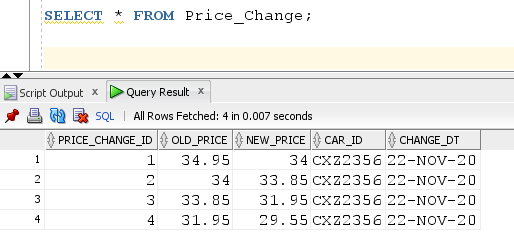 SELECT * FROM Price_Change;
Script Output x Query Result x
SQL | All Rows Fetched: 4 in 0.007 seconds
PRICE_CHANGE_ID OLD_PRICE NEW_PRICE CAR_ID CHANGE_DT
1 1 34.95 34 CXZ2356 22-NOV-20
2 2 34 33.85 CXZ2356 22-NOV-20
3 3 33.85 31.95 CXZ2356 22-NOV-20
4 4 31.95 29.55 CXZ2356 22-NOV-20